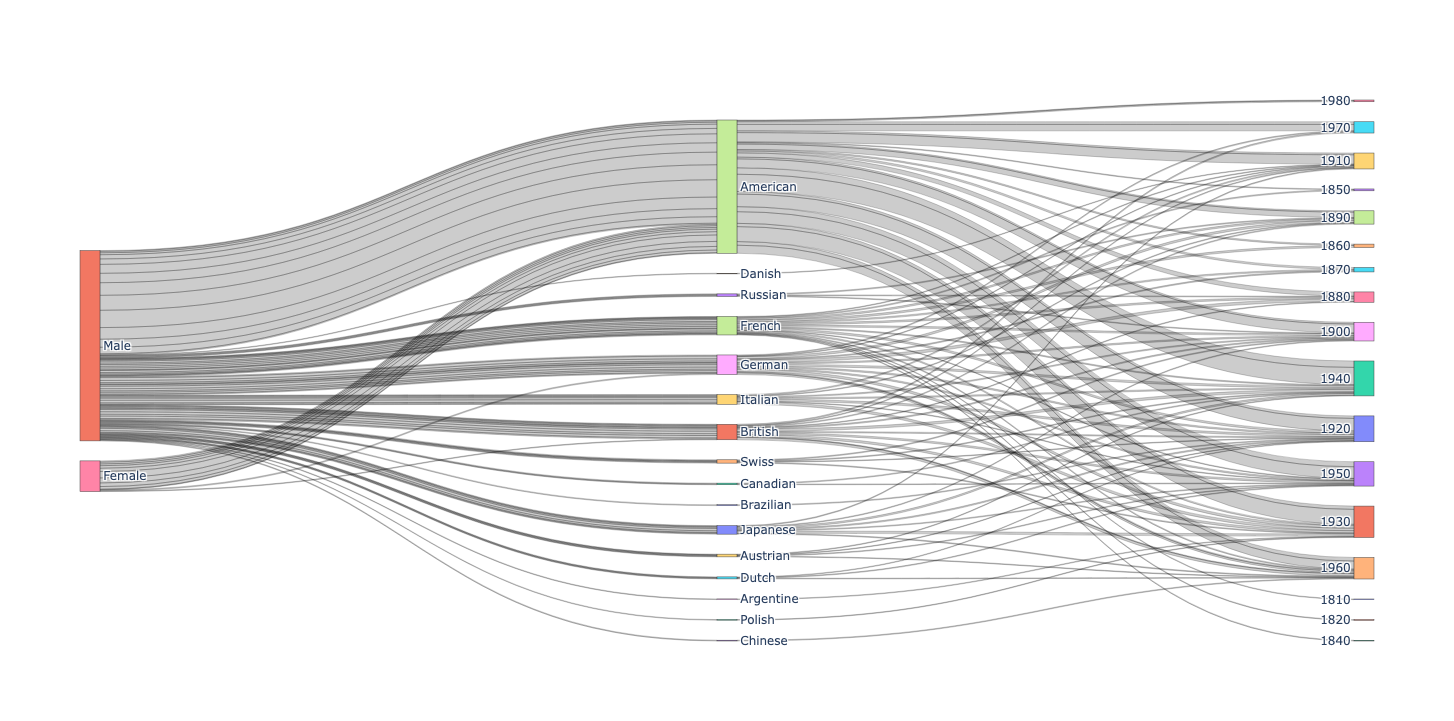 Male
Female
American
Danish
Russian
French
German
Italian
British
Swiss
Canadian
Brazilian
Japanese
Austrian
Dutch
Argentine
Polish
Chinese
1980
1970
1910
1850
1890
1860
1870
1880
1900
1940
1920
1950
1930
1960
1810
1820
1840